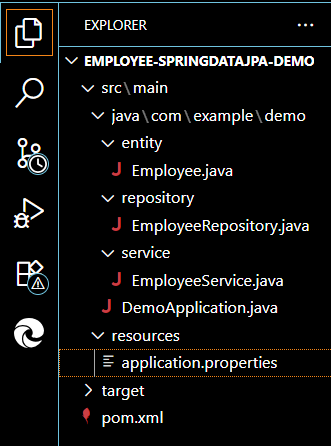 EXPLORER
EMPLOYEE-SPRINGDATAJPA-DEMO
src\main
java\com\example\demo
entity
Employee.java
repository
EmployeeRepository.java
service
EmployeeService.java
DemoApplication.java
resources
application.properties
target
pom.xml